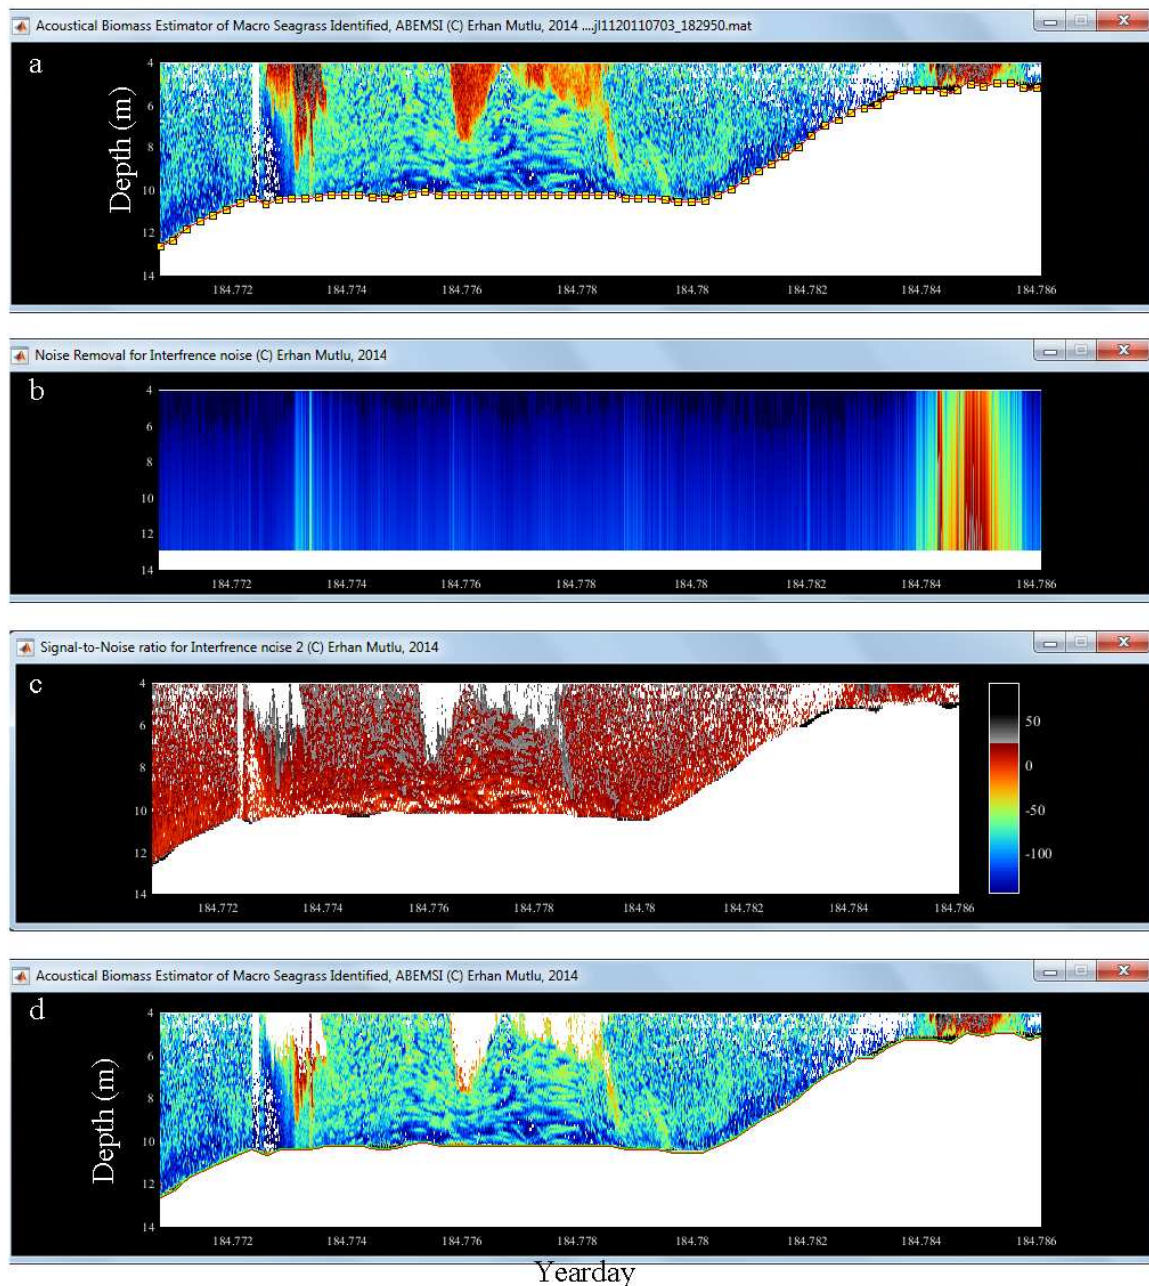 Acoustical Biomass Estimator of Macro Seagrass Identified, ABEMSI (C) Erhan Mutlu, 2014 ....jl1120110703_182950.mat
a
Depth (m)
4
6
8
10
12
14
184.772 184.774 184.776 184.778 184.78 184.782 184.784 184.786
Noise Removal for Interfrence noise (C) Erhan Mutlu, 2014
b
4
6
8
10
12
14
184.772 184.774 184.776 184.778 184.78 184.782 184.784 184.786
Signal-to-Noise ratio for Interfrence noise 2 (C) Erhan Mutlu, 2014
c
4
6
8
10
12
14
184.772 184.774 184.776 184.778 184.78 184.782 184.784 184.786
50
0
-50
-100
Acoustical Biomass Estimator of Macro Seagrass Identified, ABEMSI (C) Erhan Mutlu, 2014
d
Depth (m)
4
6
8
10
12
14
184.772 184.774 184.776 184.778 184.78 184.782 184.784 184.786
Yearday